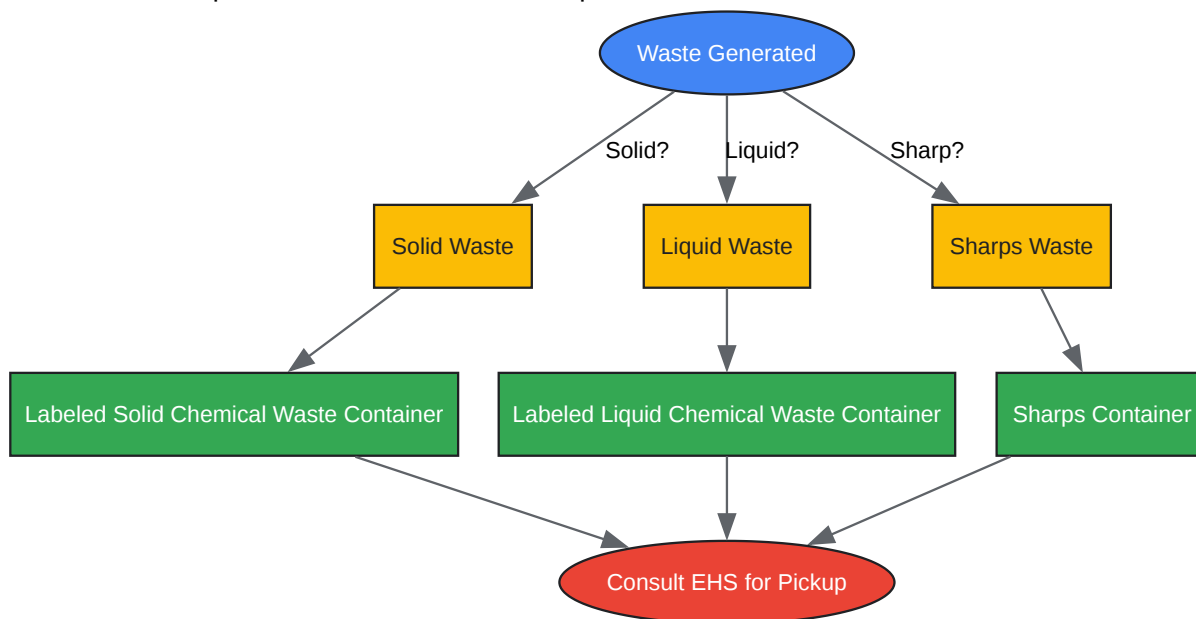 Waste Generated
Solid?
Liquid?
Sharp?
Solid Waste
Liquid Waste
Sharps Waste
Labeled Solid Chemical Waste Container
Labeled Liquid Chemical Waste Container
Sharps Container
Consult EHS for Pickup